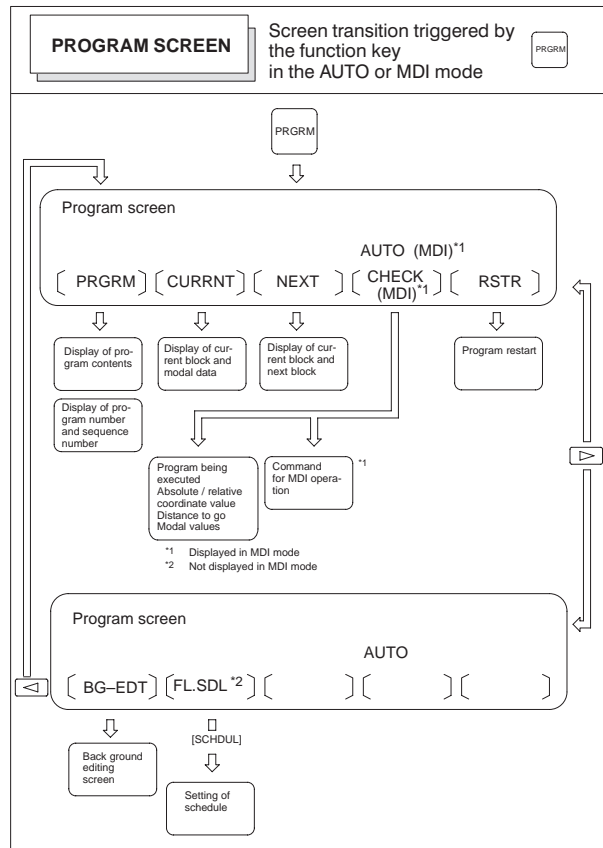 PROGRAM SCREEN
Screen transition triggered by
the function key
in the AUTO or MDI mode
PRGRM
PRGRM
Program screen
AUTO (MDI)*1
[ PRGRM ] [ CURRNT ] [ NEXT ] [ CHECK (MDI)*1 ] [ RSTR ]
Display of pro-
gram contents
Display of cur-
rent block and
modal data
Display of cur-
rent block and
next block
Program restart
Display of pro-
gram number
and sequence
number
Program being
executed
Absolute / relative
coordinate value
Distance to go
Modal values
Command
for MDI opera-
tion
*1
*1 Displayed in MDI mode
*2 Not displayed in MDI mode
Program screen
AUTO
[ BG–EDT ] [ FL.SDL *2 ] [ ] [ ] [ ]
[SCHDUL]
Back ground
editing
screen
Setting of
schedule